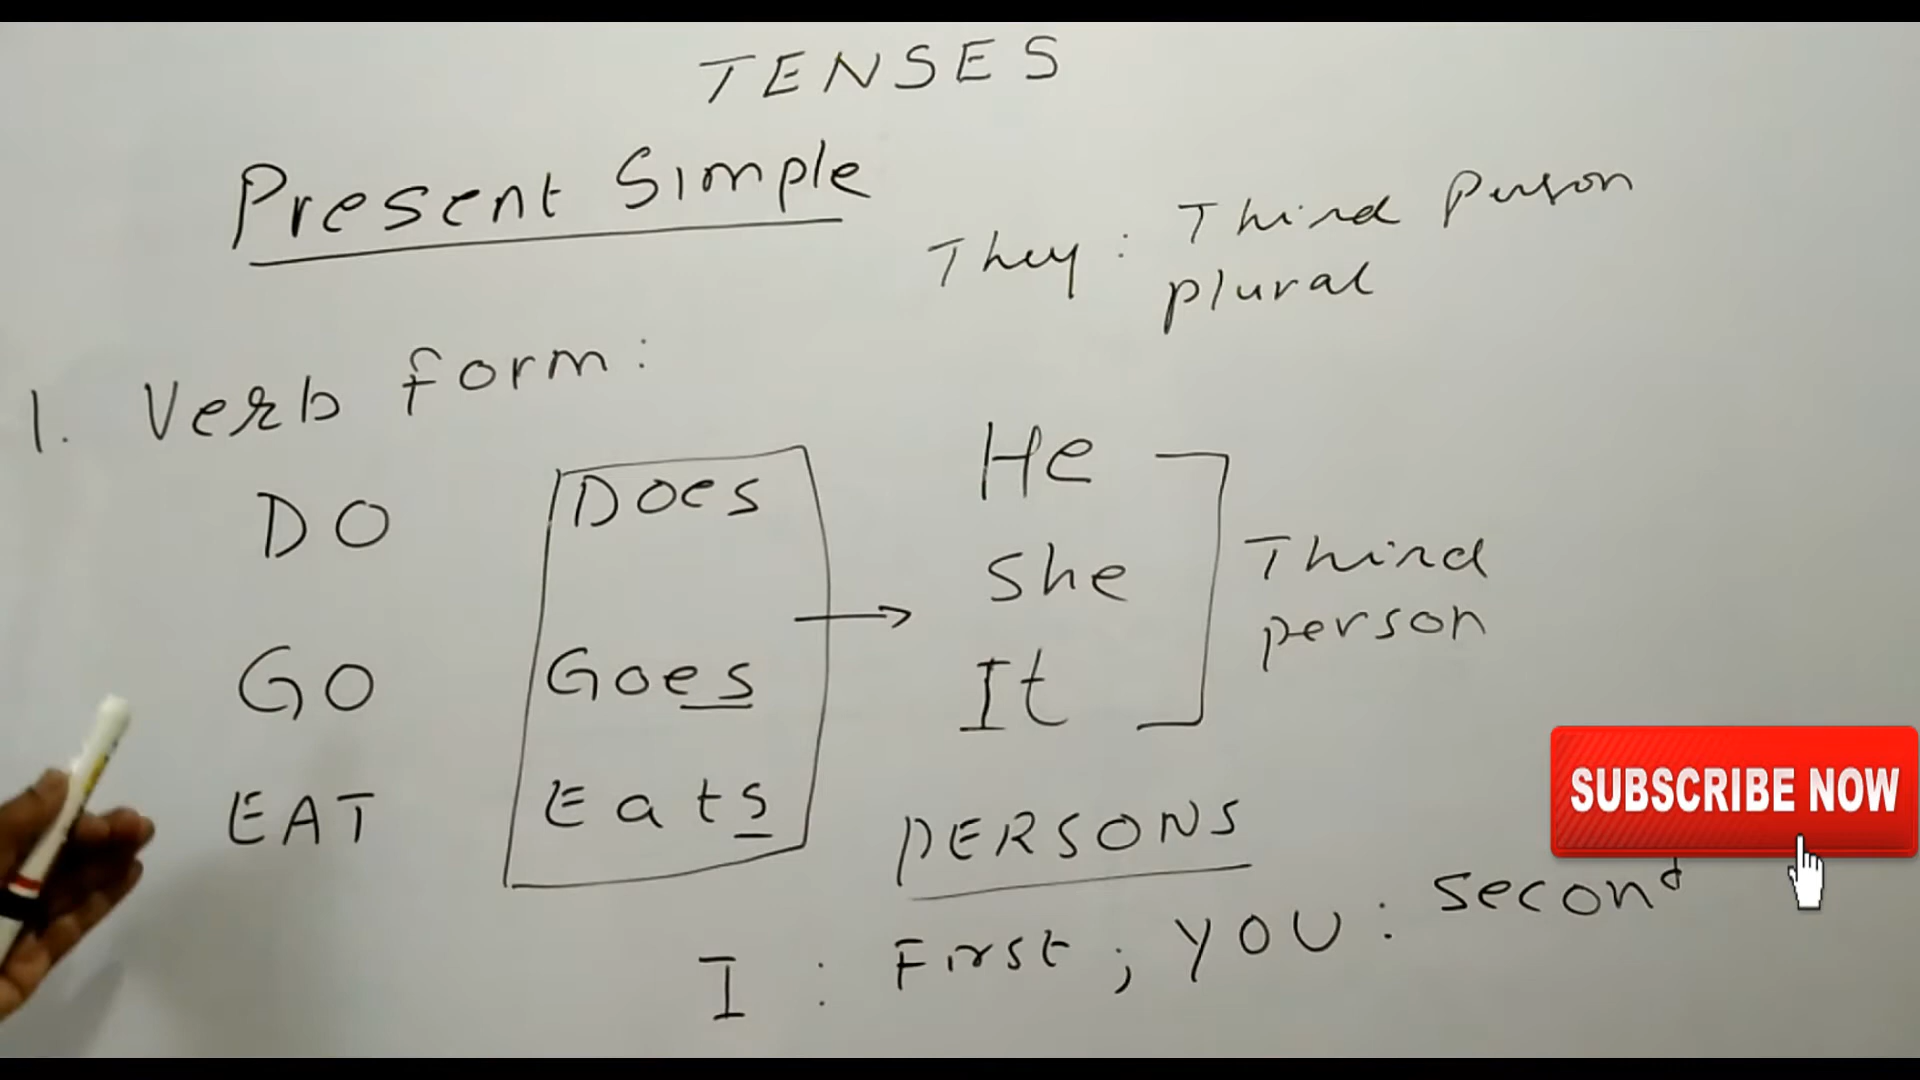 TENSES
Present Simple
They : Third Person
plural
1. Verb form :
DO
Does
He
She
Third
person
GO
Goes
It
EAT
Eats
PERSONS
SUBSCRIBE NOW
I : First ; YOU : Second